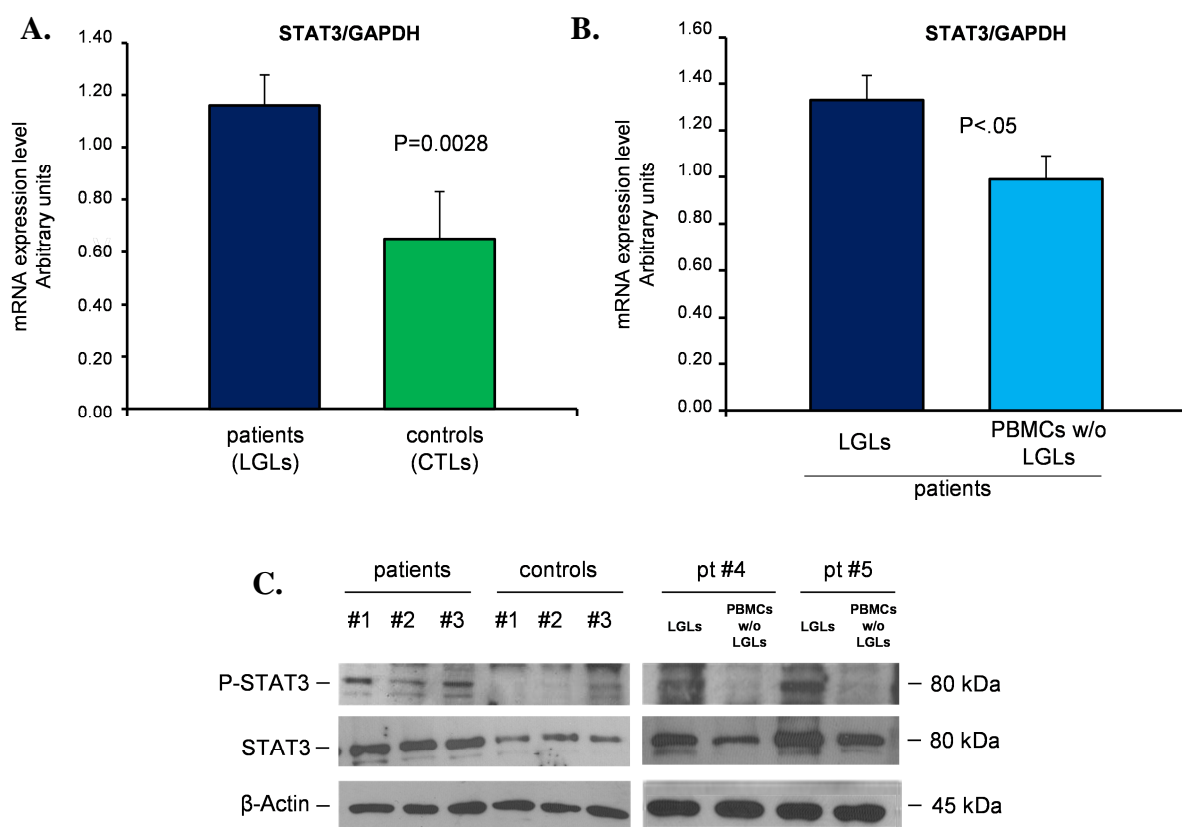 A.
STAT3/GAPDH
mRNA expression level
Arbitrary units
1.40
1.20
1.00
0.80
0.60
0.40
0.20
0.00
P=0.0028
patients
(LGLs)
controls
(CTLs)
B.
STAT3/GAPDH
mRNA expression level
Arbitrary units
1.60
1.40
1.20
1.00
0.80
0.60
0.40
0.20
0.00
P<.05
LGLs
PBMCs w/o
LGLs
patients
C.
patients
controls
pt #4
pt #5
#1 #2 #3 #1 #2 #3
LGLs
PBMCs
w/o
LGLs
LGLs
PBMCs
w/o
LGLs
P-STAT3 –
– 80 kDa
STAT3 –
– 80 kDa
β-Actin –
– 45 kDa